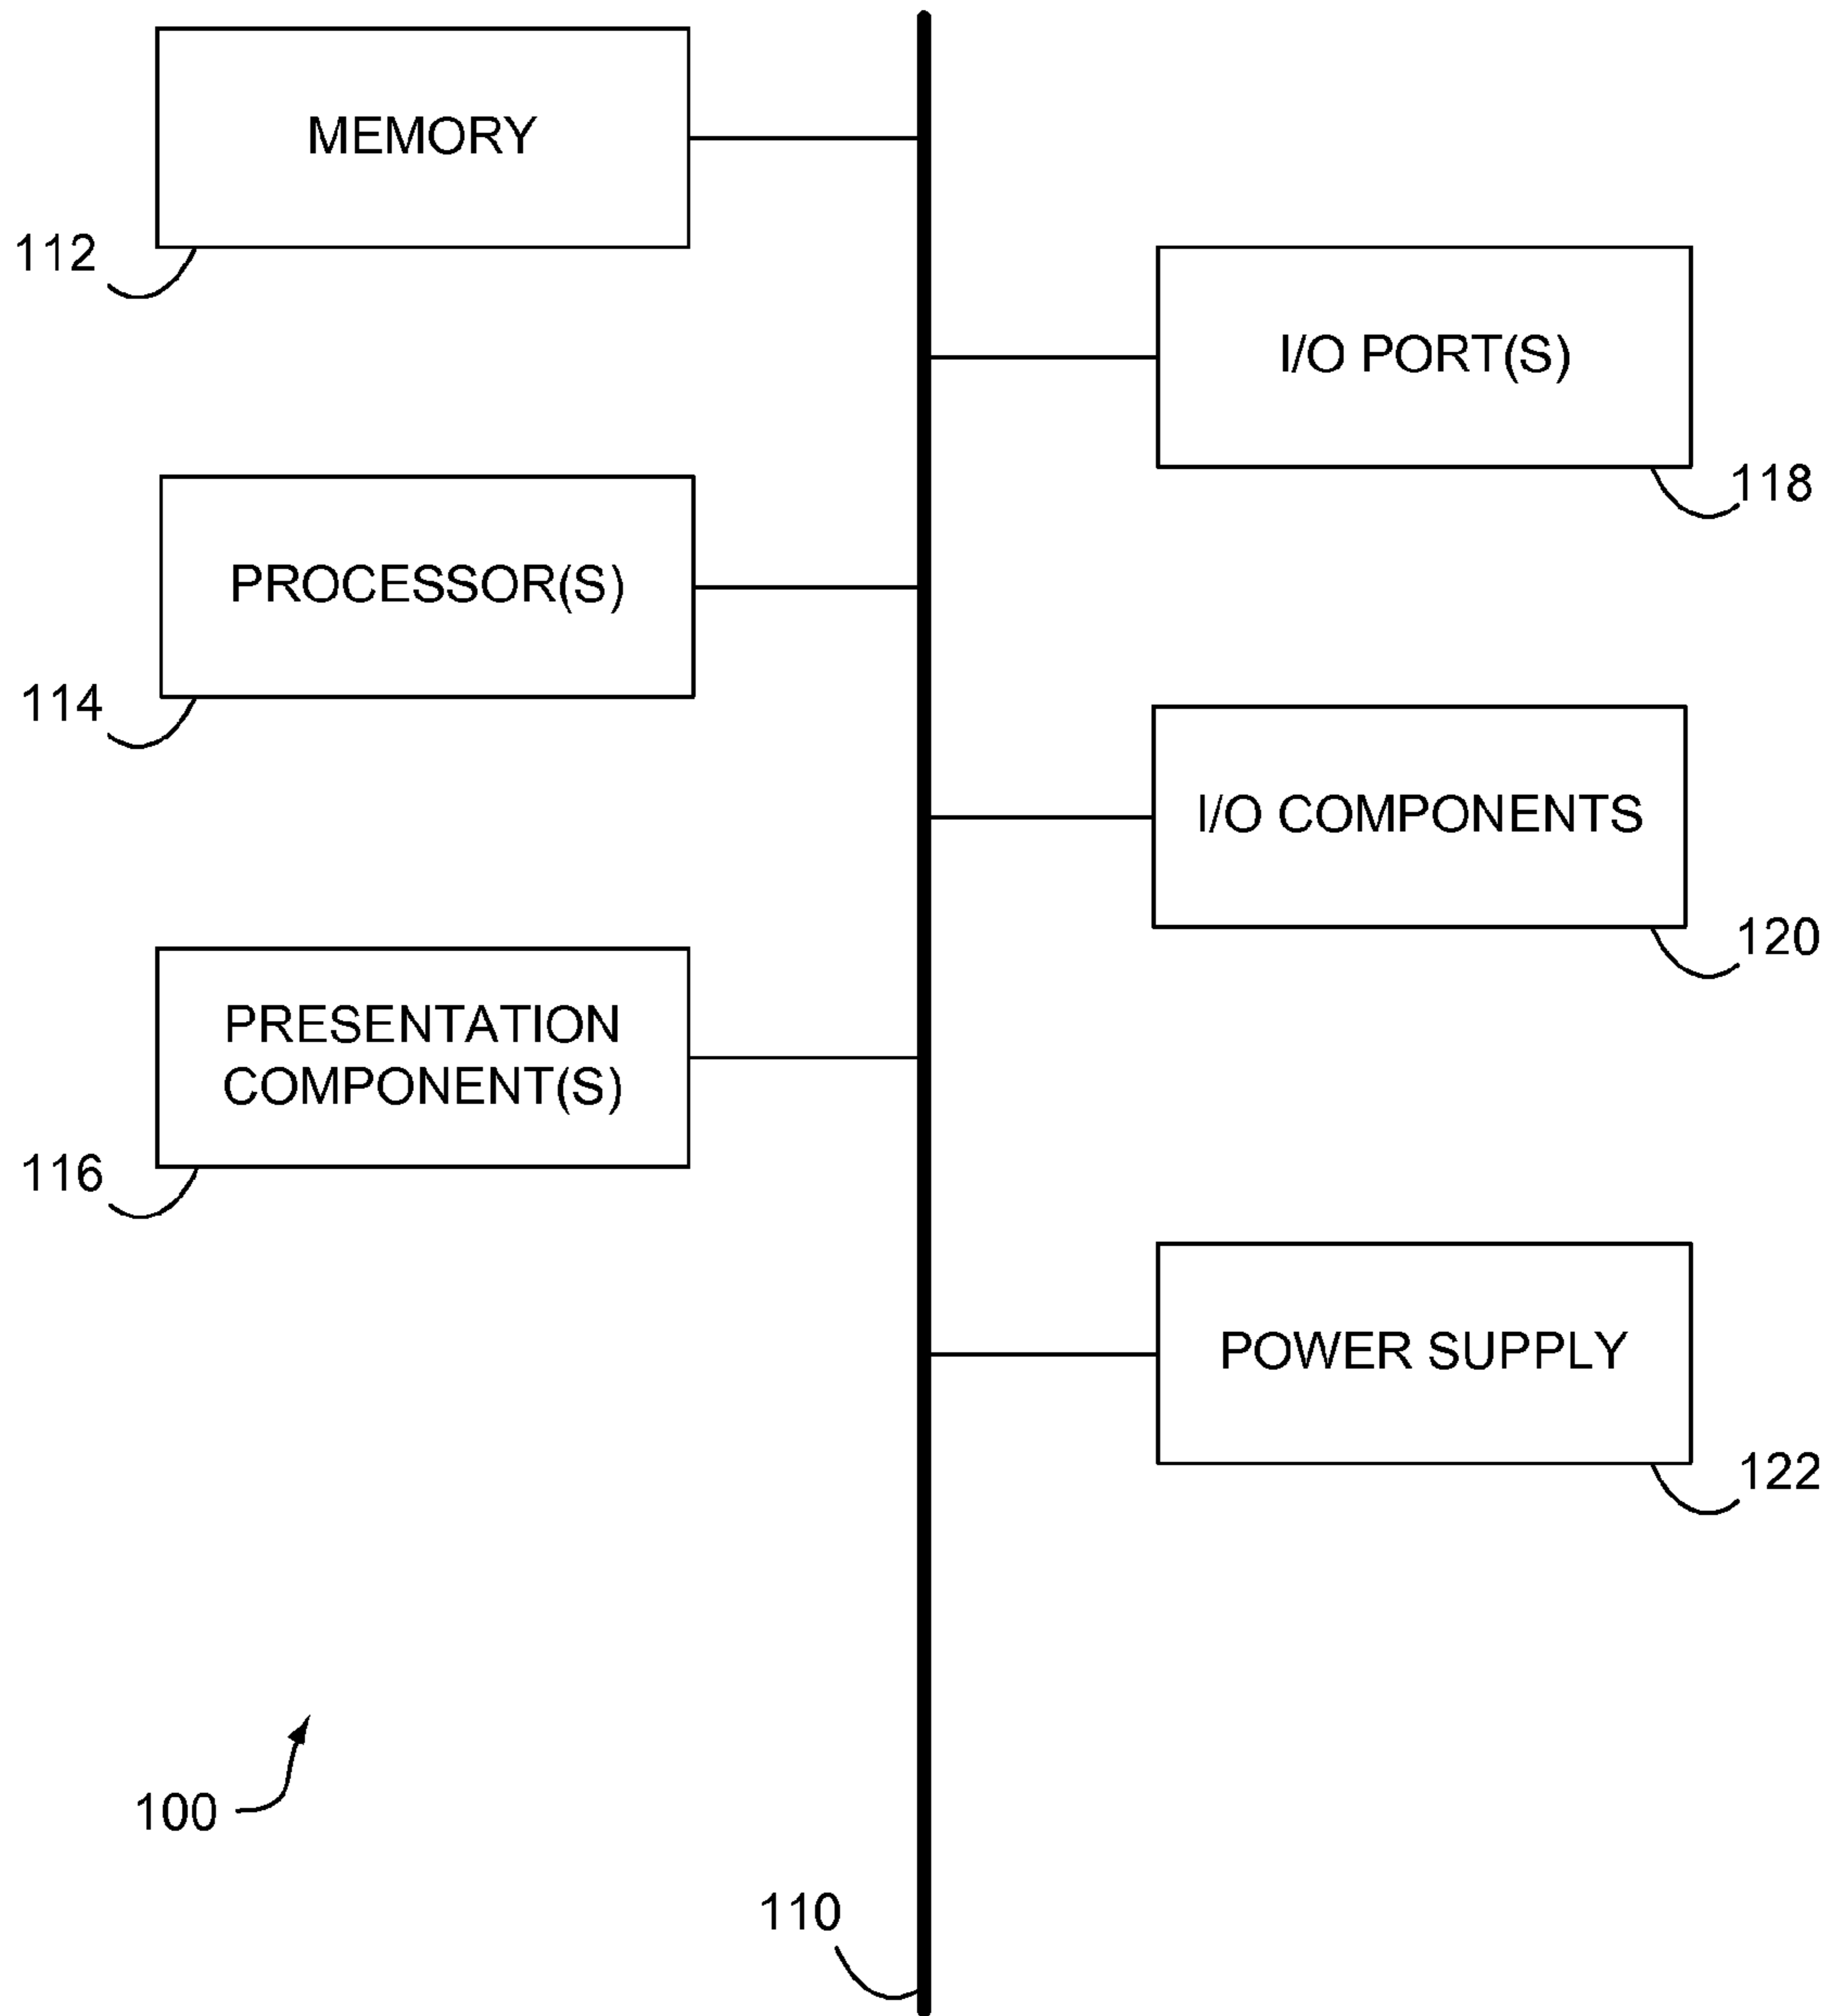 MEMORY
112
I/O PORT(S)
118
PROCESSOR(S)
114
I/O COMPONENTS
120
PRESENTATION
COMPONENT(S)
116
POWER SUPPLY
122
100
110